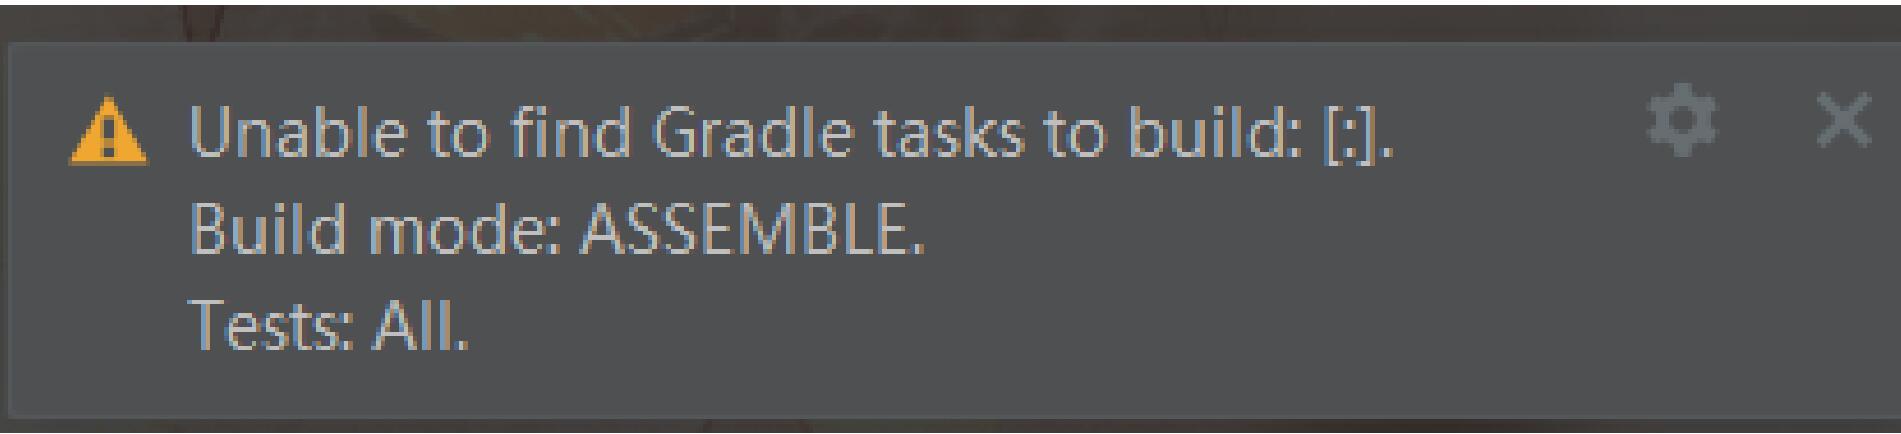 Unable to find Gradle tasks to build: [:].
Build mode: ASSEMBLE.
Tests: All.